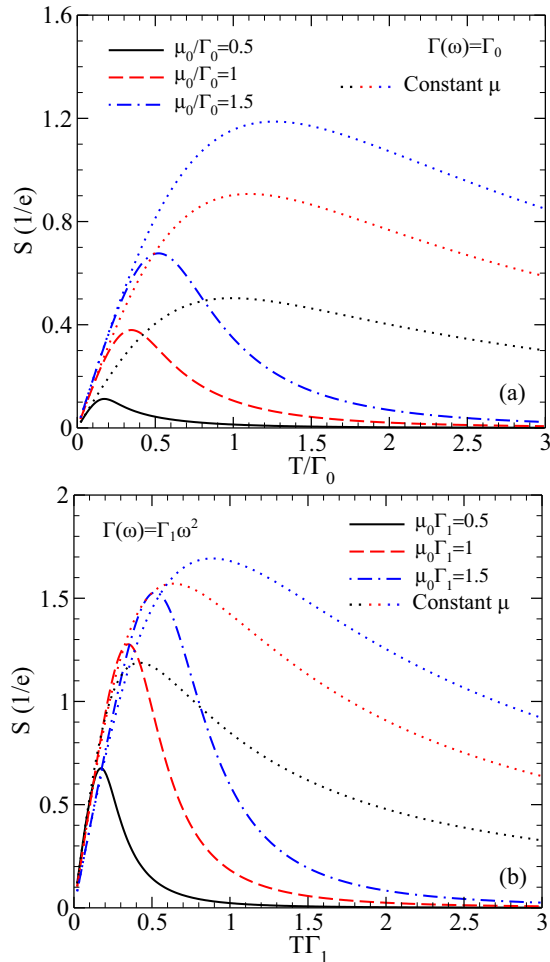 1.6
μ₀/Γ₀=0.5
Γ(ω)=Γ₀
μ₀/Γ₀=1
μ₀/Γ₀=1.5
Constant μ
1.2
S (1/e)
0.8
0.4
(a)
0
0 0.5 1 1.5 2 2.5 3
T/Γ₀
2
Γ(ω)=Γ₁ω²
μ₀Γ₁=0.5
μ₀Γ₁=1
μ₀Γ₁=1.5
Constant μ
1.5
S (1/e)
1
0.5
(b)
0
0 0.5 1 1.5 2 2.5 3
TΓ₁